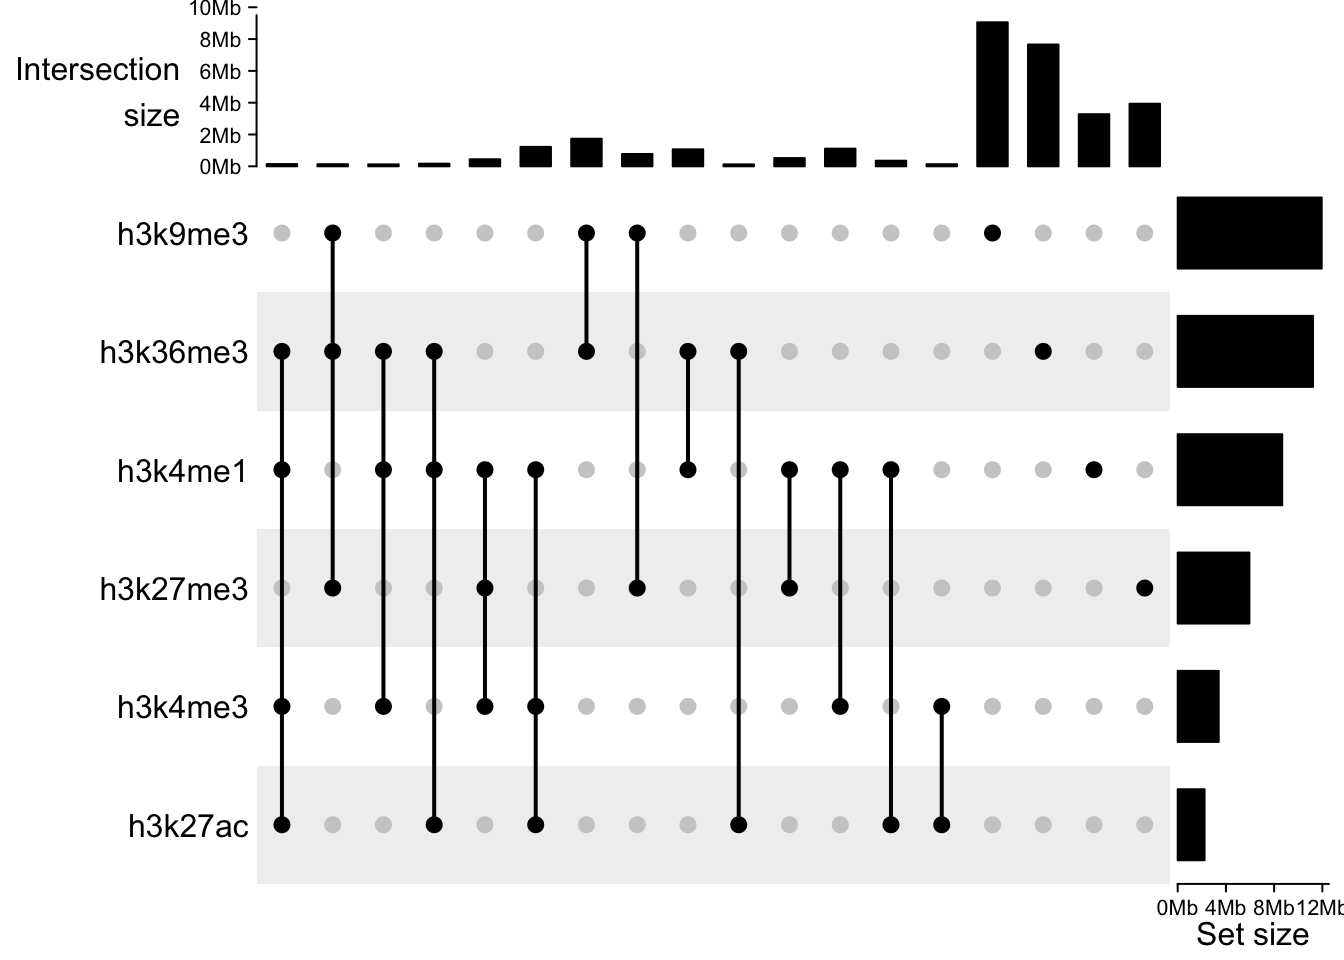 10Mb
8Mb
Intersection
6Mb
size
4Mb
2Mb
0Mb
h3k9me3
h3k36me3
h3k4me1
h3k27me3
h3k4me3
h3k27ac
0Mb 4Mb 8Mb 12Mb
Set size